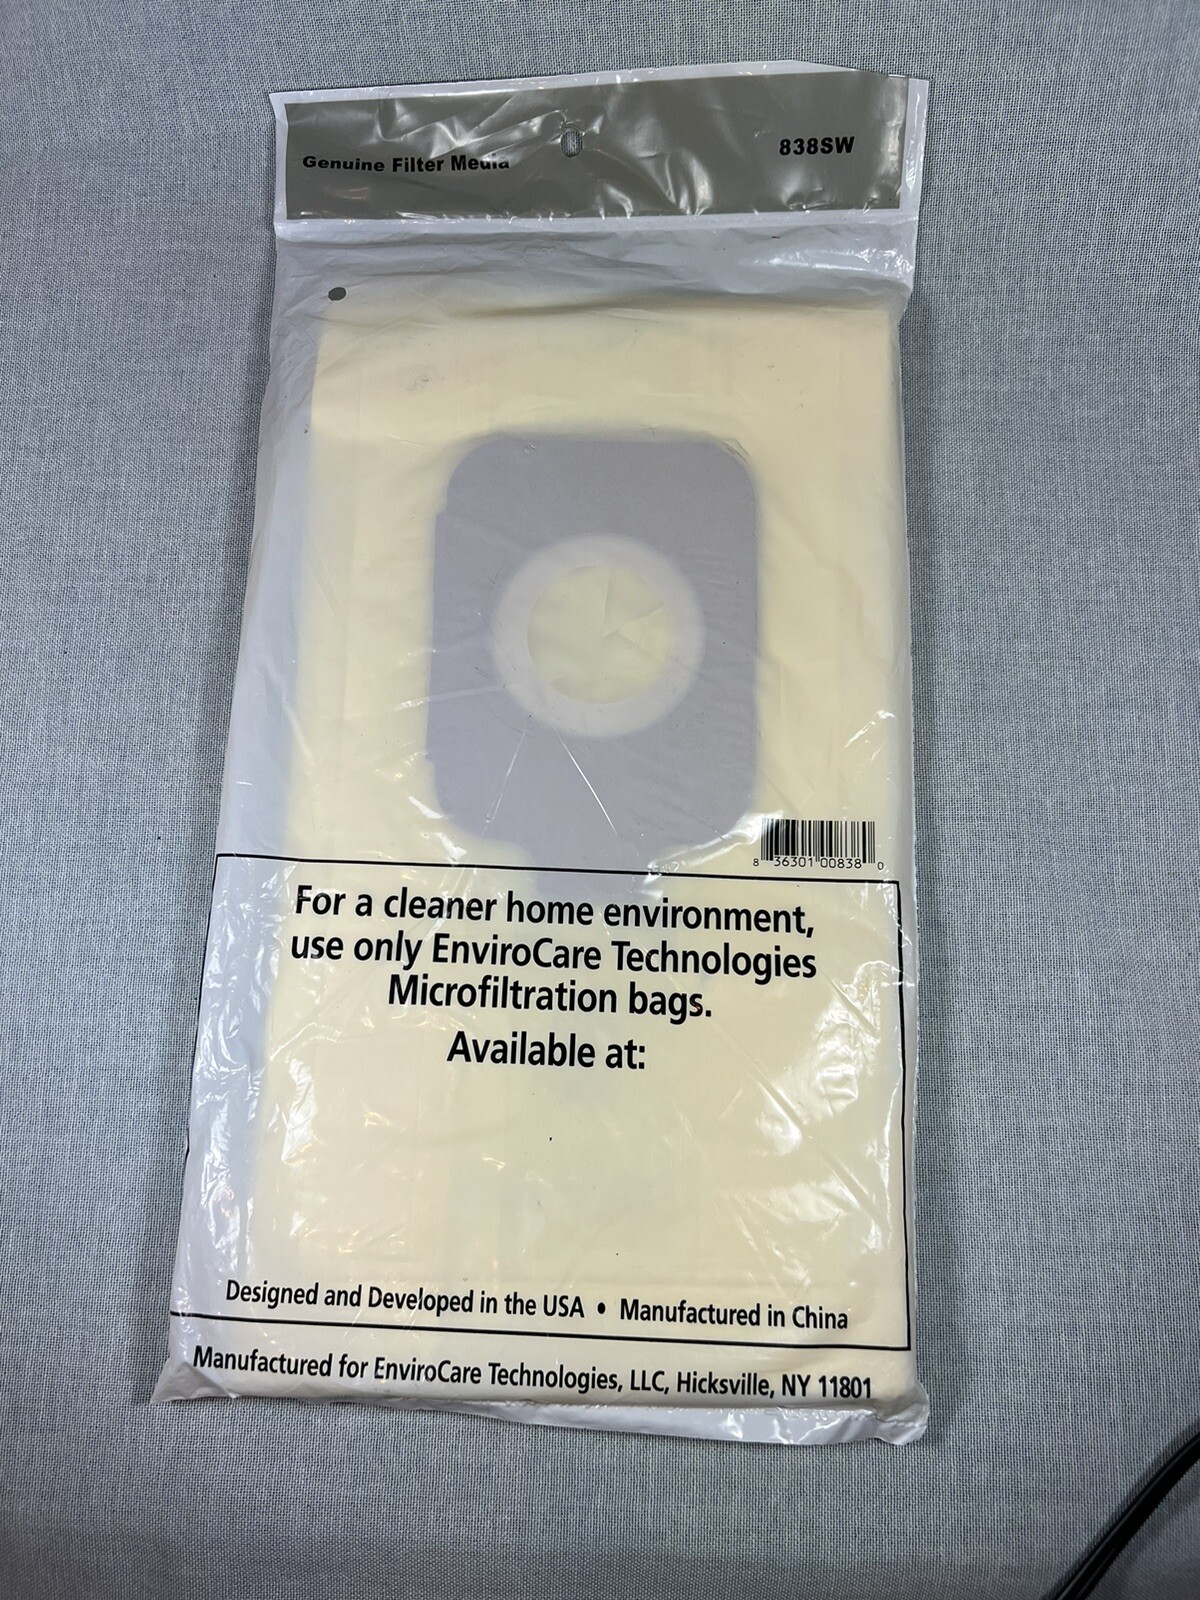 Genuine Filter Media
838SW
8 36301 00838 0
For a cleaner home environment,
use only EnviroCare Technologies
Microfiltration bags.
Available at:
Designed and Developed in the USA • Manufactured in China
Manufactured for EnviroCare Technologies, LLC, Hicksville, NY 11801